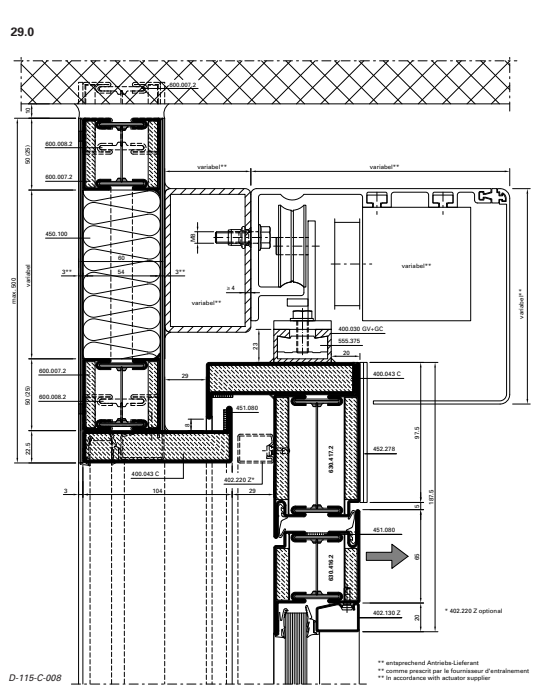 29.0
600.007.2
10
600.008.2
50 (25)
600.007.2
variabel**
variabel**
450.100
M8
60
3**
54
3**
variabel**
≥ 4
variabel**
variabel**
variabel
max. 500
400.030 GV+GC
555.375
23
20
600.007.2
29
400.043 C
50 (25)
600.008.2
451.080
8
22.5
400.043 C
402.220 Z*
630.417.2
452.278
97.5
187.5
3
104
29
5
451.080
630.416.2
65
402.130 Z
20
* 402.220 Z optional
** entsprechend Antriebs-Lieferant
** comme prescrit par le fournisseur d'entraînement
** In accordance with actuator supplier
D-115-C-008